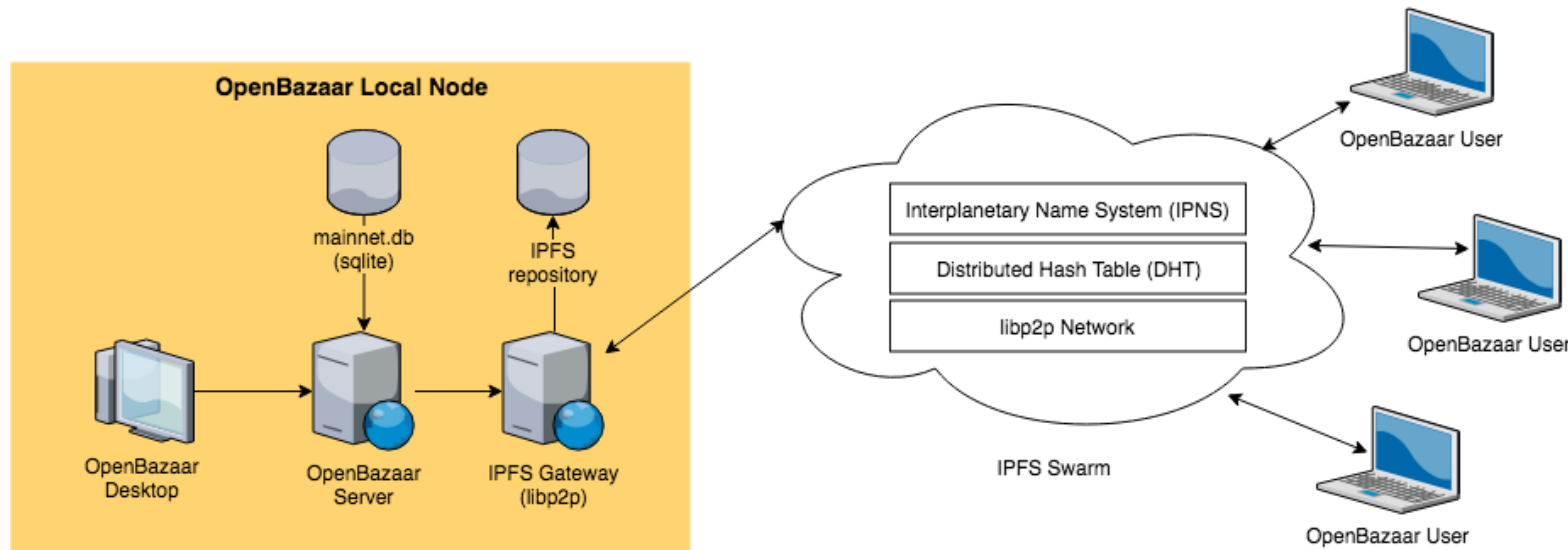 OpenBazaar Local Node
mainnet.db
(sqlite)
IPFS
repository
OpenBazaar
Desktop
OpenBazaar
Server
IPFS Gateway
(libp2p)
Interplanetary Name System (IPNS)
Distributed Hash Table (DHT)
libp2p Network
IPFS Swarm
OpenBazaar User
OpenBazaar User
OpenBazaar User